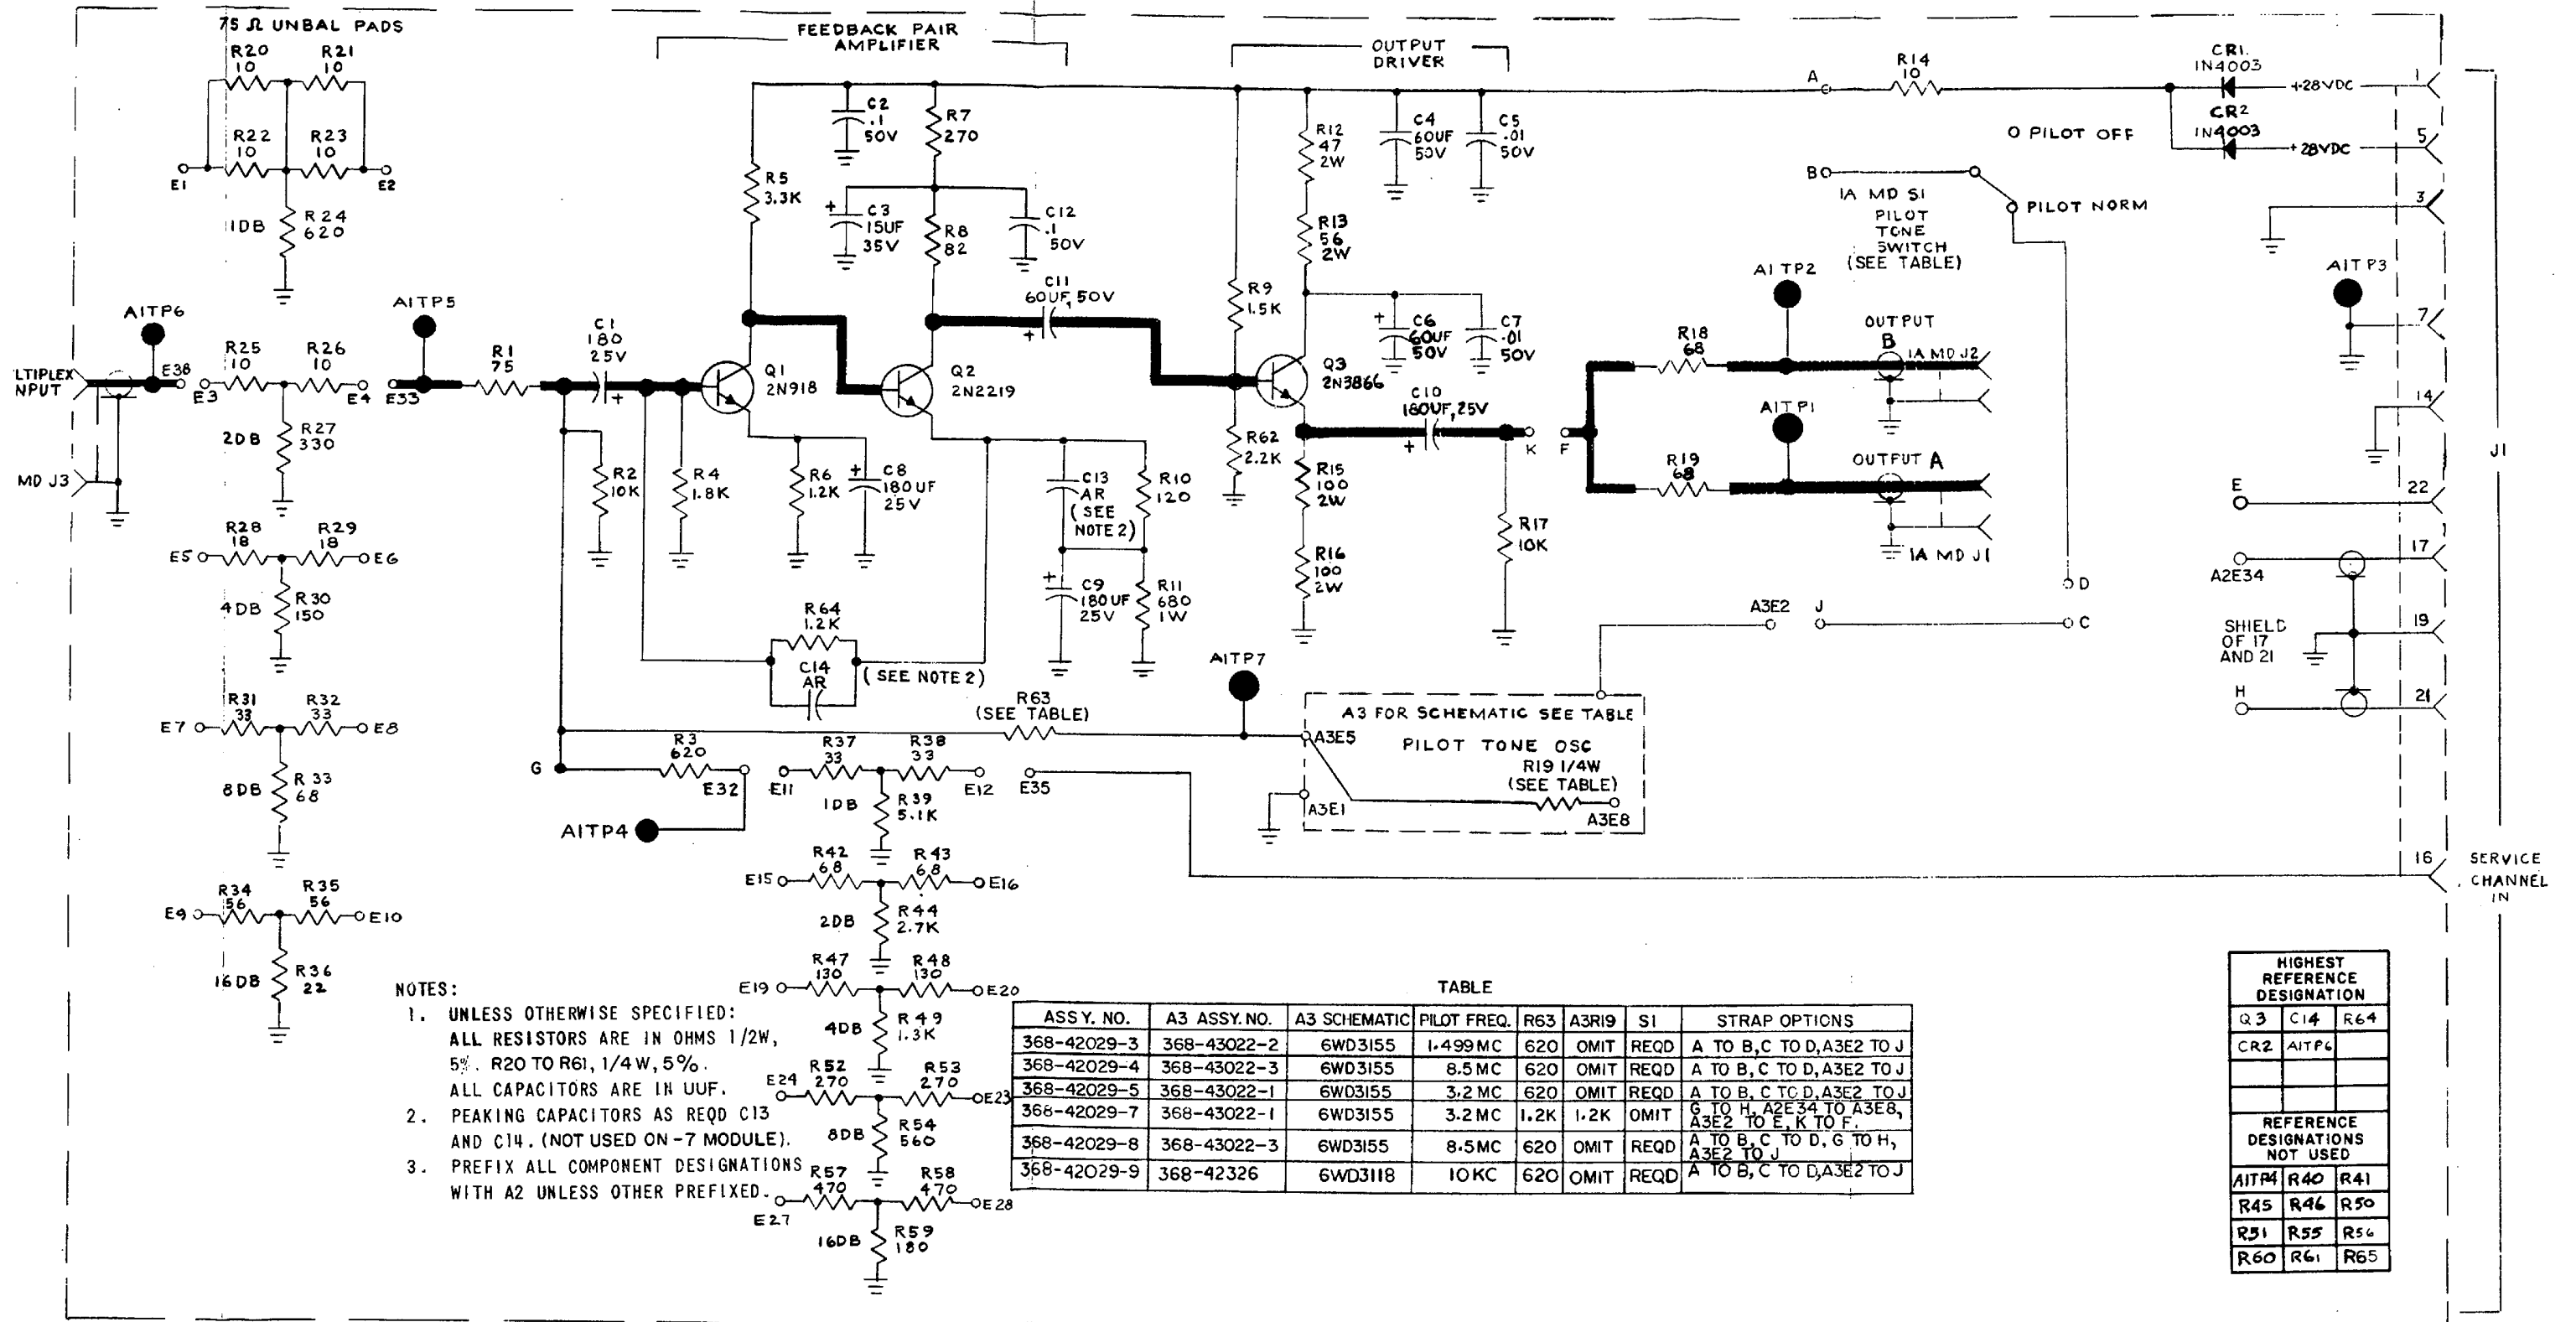 75 Ω UNBAL PADS
R20
10
R21
10
R22
10
R23
10
E1
E2
1DB
R24
620
FEEDBACK PAIR
AMPLIFIER
OUTPUT
DRIVER
C2
.1
50V
R7
270
R5
3.3K
+
C3
15UF
35V
R8
82
C12
.1
50V
C11
60UF, 50V
+
R12
47
2W
R13
56
2W
C4
60UF
50V
C5
.01
50V
R9
1.5K
+
C6
60UF
50V
C7
.01
50V
A
R14
10
CR1
1N4003
+28VDC
1
CR2
1N4003
+28VDC
5
O PILOT OFF
B
1A MD S1
PILOT
TONE
SWITCH
(SEE TABLE)
PILOT NORM
3
A1TP3
7
14
J1
A1TP6
LTIPLEX
NPUT
E38
E3
R25
10
R26
10
E4
E33
2DB
R27
330
MD J3
A1TP5
R1
75
C1
180
25V
+
Q1
2N918
Q2
2N2219
Q3
2N3866
C10
180UF, 25V
+
K
F
R18
68
A1TP2
OUTPUT
B
1A MD J2
A1TP1
R19
68
OUTPUT A
1A MD J1
R2
10K
R4
1.8K
R6
1.2K
+
C8
180UF
25V
C13
AR
(SEE
NOTE 2)
R10
120
+
C9
180UF
25V
R11
680
1W
R62
2.2K
R15
100
2W
R16
100
2W
R17
10K
E
22
A2E34
17
SHIELD
OF 17
AND 21
19
H
21
D
C
A3E2
J
E5
R28
18
R29
18
E6
4DB
R30
150
R64
1.2K
C14
AR
(SEE NOTE 2)
E7
R31
33
R32
33
E8
8DB
R33
68
R63
(SEE TABLE)
A1TP7
A3 FOR SCHEMATIC SEE TABLE
A3E5
PILOT TONE OSC
R19 1/4W
(SEE TABLE)
A3E1
A3E8
G
R3
620
E32
A1TP4
E11
R37
33
R38
33
E12
E35
1DB
R39
5.1K
16
SERVICE
CHANNEL
IN
E9
R34
56
R35
56
E10
16DB
R36
22
E15
R42
68
R43
68
E16
2DB
R44
2.7K
E19
R47
130
R48
130
E20
4DB
R49
1.3K
E24
R52
270
R53
270
E23
8DB
R54
560
E27
R57
470
R58
470
E28
16DB
R59
180
NOTES:
1. UNLESS OTHERWISE SPECIFIED:
ALL RESISTORS ARE IN OHMS 1/2W,
5%. R20 TO R61, 1/4W, 5%.
ALL CAPACITORS ARE IN UUF.
2. PEAKING CAPACITORS AS REQD C13
AND C14. (NOT USED ON -7 MODULE).
3. PREFIX ALL COMPONENT DESIGNATIONS
WITH A2 UNLESS OTHER PREFIXED.
TABLE
ASSY. NO. A3 ASSY. NO. A3 SCHEMATIC PILOT FREQ. R63 A3R19 S1 STRAP OPTIONS
368-42029-3 368-43022-2 6WD3155 1.499MC 620 OMIT REQD A TO B, C TO D, A3E2 TO J
368-42029-4 368-43022-3 6WD3155 8.5MC 620 OMIT REQD A TO B, C TO D, A3E2 TO J
368-42029-5 368-43022-1 6WD3155 3.2MC 620 OMIT REQD A TO B, C TO D, A3E2 TO J
368-42029-7 368-43022-1 6WD3155 3.2MC 1.2K 1.2K OMIT G TO H, A2E34 TO A3E8,
A3E2 TO E, K TO F.
368-42029-8 368-43022-3 6WD3155 8.5MC 620 OMIT REQD A TO B, C TO D, G TO H,
A3E2 TO J
368-42029-9 368-42326 6WD3118 10KC 620 OMIT REQD A TO B, C TO D, A3E2 TO J
HIGHEST
REFERENCE
DESIGNATION
Q3 C14 R64
CR2 A1TP6
REFERENCE
DESIGNATIONS
NOT USED
A1TP4 R40 R41
R45 R46 R50
R51 R55 R56
R60 R61 R65